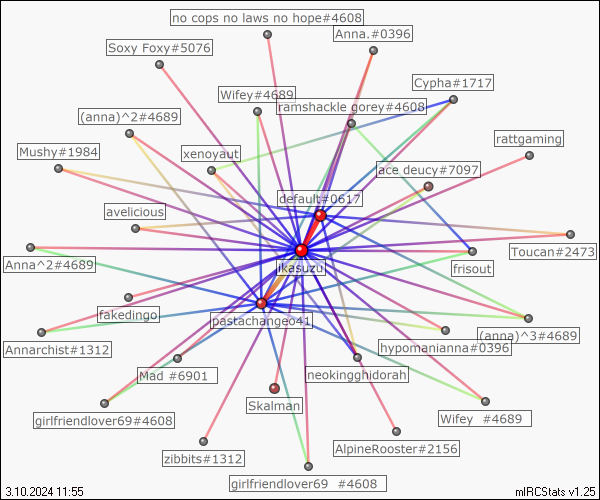 no cops no laws no hope#4608
Anna.#0396
Soxy Foxy#5076
Cypha#1717
Wifey#4689
ramshackle gorey#4608
(anna)^2#4689
rattgaming
Mushy#1984
xenoyaut
ace deucy#7097
default#0617
avelicious
Toucan#2473
Anna^2#4689
ikasuzu
frisout
fakedingo
pastachangeo41
(anna)^3#4689
Annarchist#1312
hypomanianna#0396
Mad #6901
neokingghidorah
Skalman
girlfriendlover69#4608
Wifey #4689
zibbits#1312
AlpineRooster#2156
girlfriendlover69 #4608
3.10.2024 11:55
mIRCStats v1.25